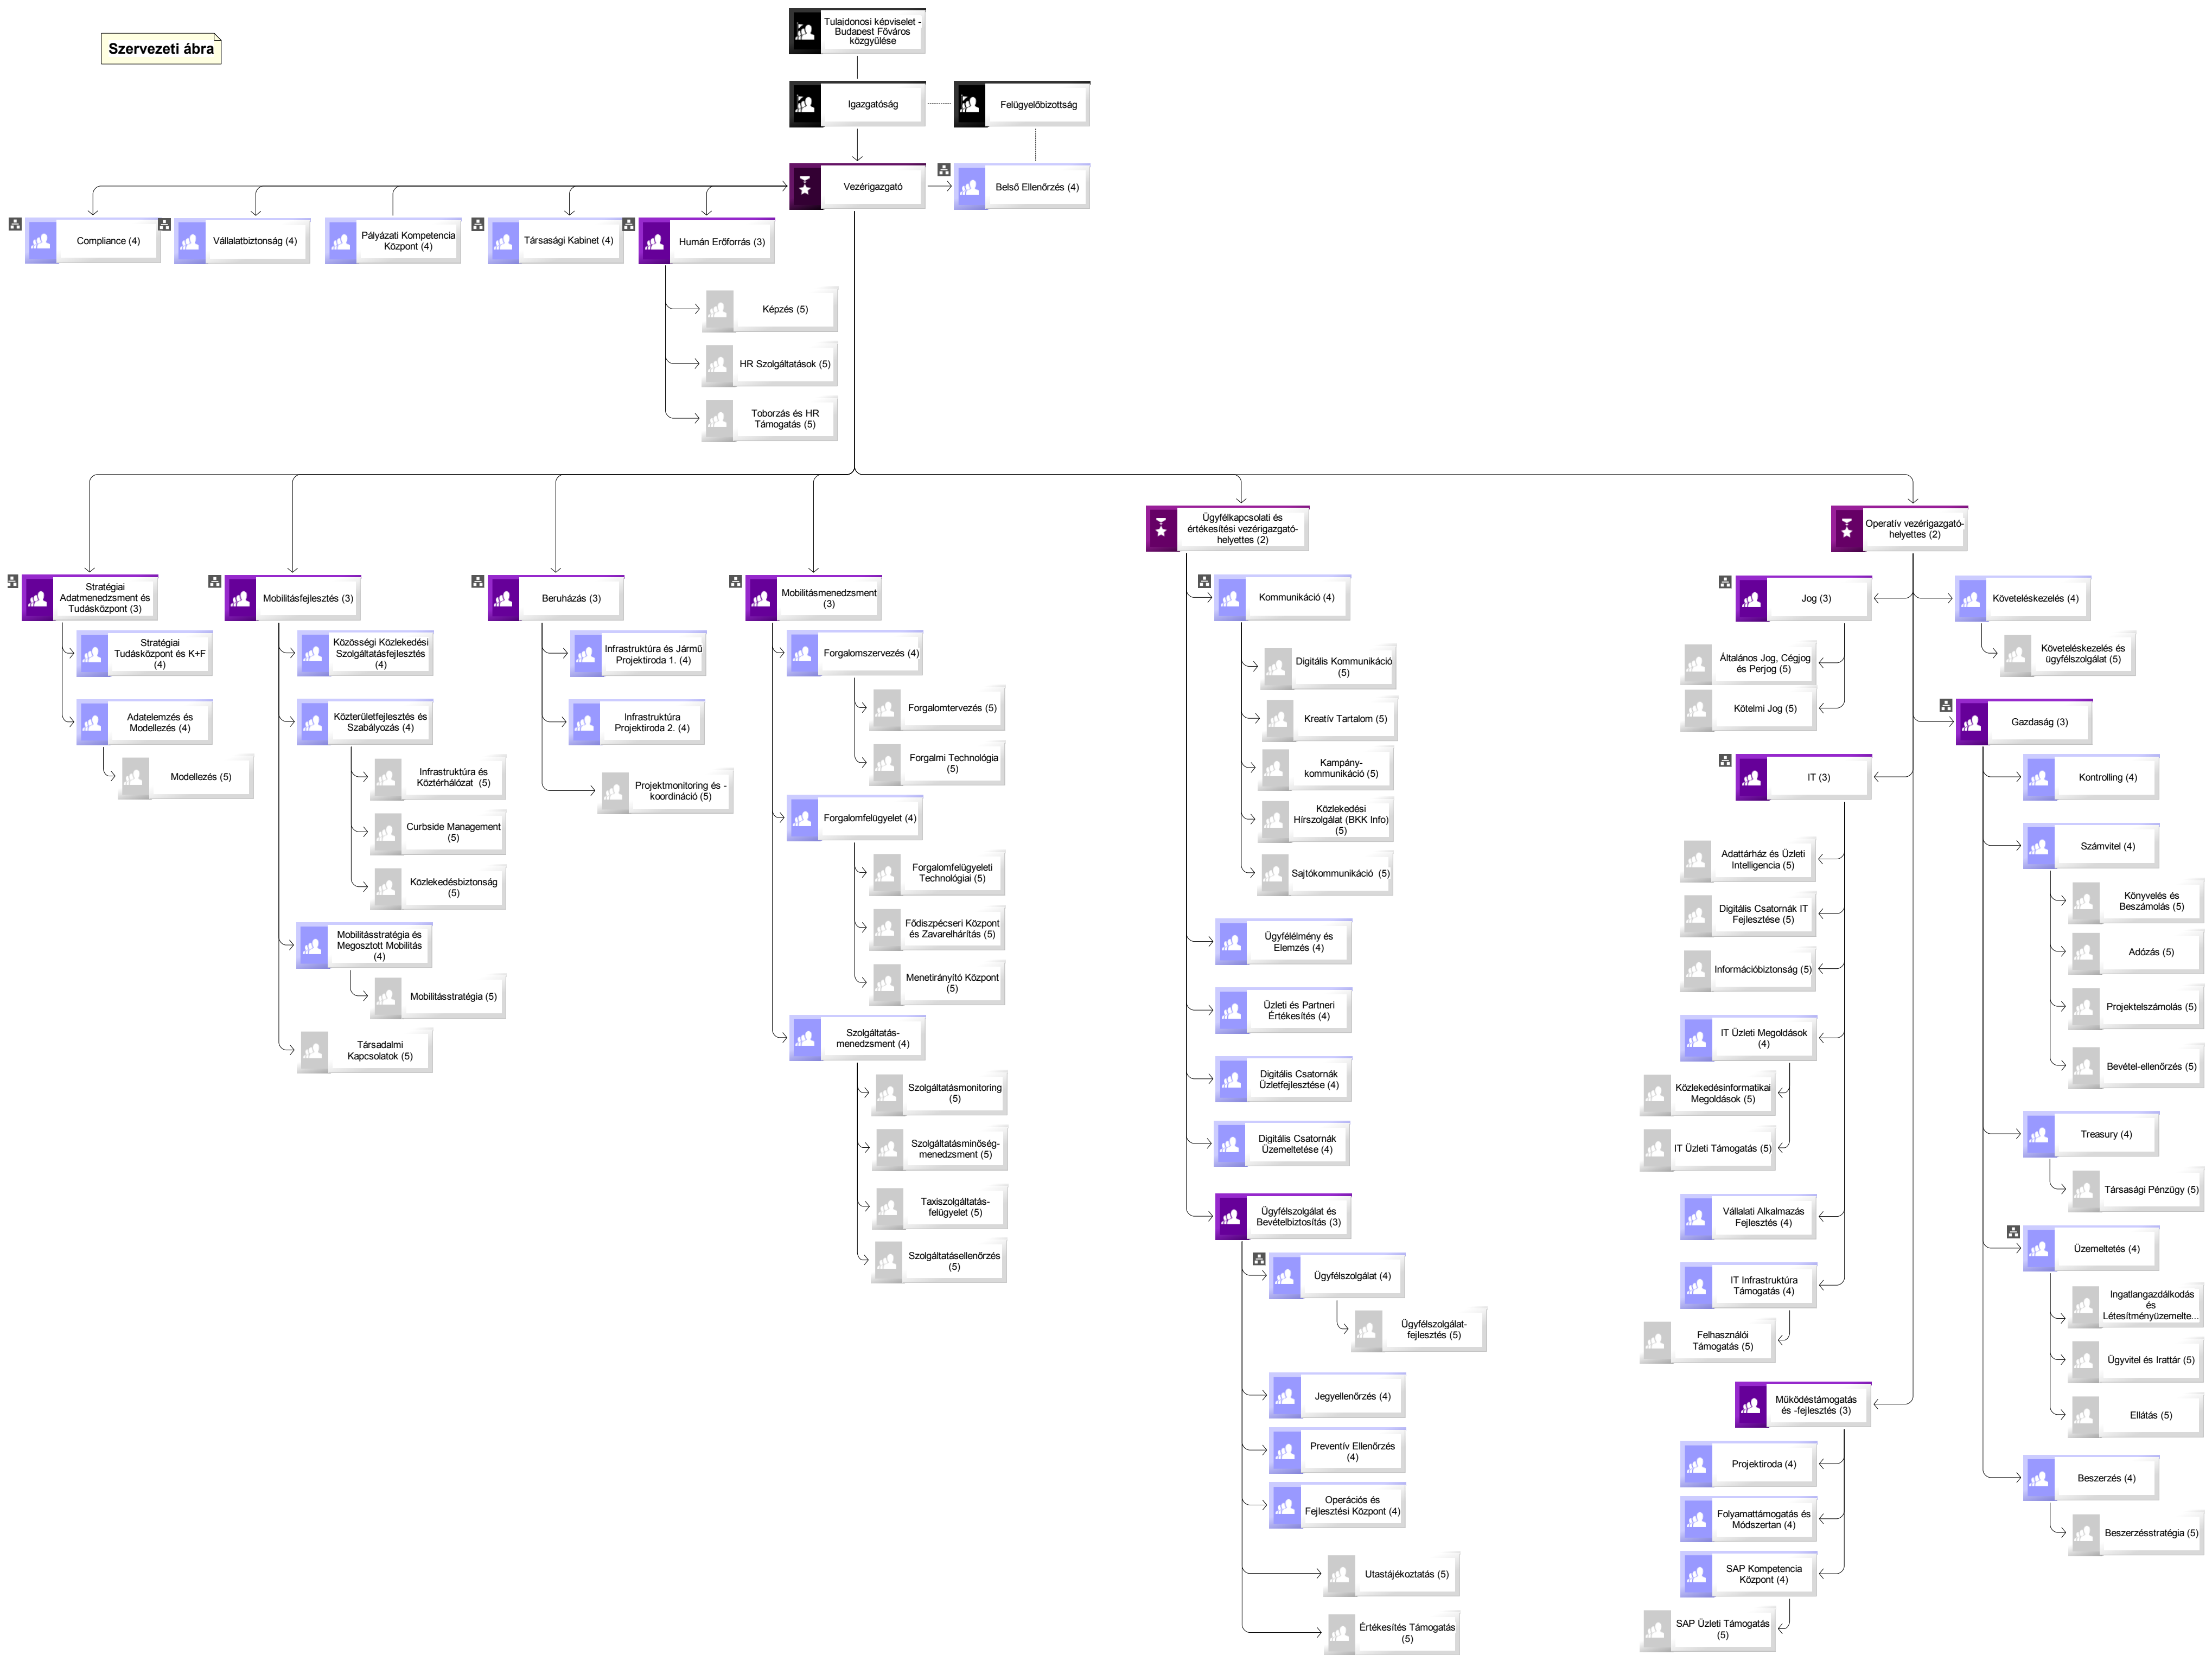 Szervezeti ábra
Tulajdonosi képviselet -
Budapest Főváros
közgyűlése
Igazgatóság
Felügyelőbizottság
Vezérigazgató
Belső Ellenőrzés (4)
Compliance (4)
Vállalatbiztonság (4)
Pályázati Kompetencia
Központ (4)
Társasági Kabinet (4)
Humán Erőforrás (3)
Képzés (5)
HR Szolgáltatások (5)
Toborzás és HR
Támogatás (5)
Stratégiai
Adatmenedzsment és
Tudásközpont (3)
Stratégiai
Tudásközpont és K+F
(4)
Adatelemzés és
Modellezés (4)
Modellezés (5)
Mobilitásfejlesztés (3)
Közösségi Közlekedési
Szolgáltatásfejlesztés
(4)
Közterületfejlesztés és
Szabályozás (4)
Infrastruktúra és
Köztérhálózat  (5)
Curbside Management
(5)
Közlekedésbiztonság
(5)
Mobilitásstratégia és
Megosztott Mobilitás
(4)
Mobilitásstratégia (5)
Társadalmi
Kapcsolatok (5)
Beruházás (3)
Infrastruktúra és Jármű
Projektiroda 1. (4)
Infrastruktúra
Projektiroda 2. (4)
Projektmonitoring és -
koordináció (5)
Mobilitásmenedzsment
(3)
Forgalomszervezés (4)
Forgalomtervezés (5)
Forgalmi Technológia
(5)
Forgalomfelügyelet (4)
Forgalomfelügyeleti
Technológiai (5)
Fődiszpécseri Központ
és Zavarelhárítás (5)
Menetirányító Központ
(5)
Szolgáltatás-
menedzsment (4)
Szolgáltatásmonitoring
(5)
Szolgáltatásminőség-
menedzsment (5)
Taxiszolgáltatás-
felügyelet (5)
Szolgáltatásellenőrzés
(5)
Ügyfélkapcsolati és
értékesítési vezérigazgató-
helyettes (2)
Kommunikáció (4)
Digitális Kommunikáció
(5)
Kreatív Tartalom (5)
Kampány-
kommunikáció (5)
Közlekedési
Hírszolgálat (BKK Info)
(5)
Sajtókommunikáció  (5)
Ügyfélélmény és
Elemzés (4)
Üzleti és Partneri
Értékesítés (4)
Digitális Csatornák
Üzletfejlesztése (4)
Digitális Csatornák
Üzemeltetése (4)
Ügyfélszolgálat és
Bevételbiztosítás (3)
Ügyfélszolgálat (4)
Ügyfélszolgálat-
fejlesztés (5)
Jegyellenőrzés (4)
Preventív Ellenőrzés
(4)
Operációs és
Fejlesztési Központ (4)
Utastájékoztatás (5)
Értékesítés Támogatás
(5)
Operatív vezérigazgató-
helyettes (2)
Jog (3)
Általános Jog, Cégjog
és Perjog (5)
Kötelmi Jog (5)
IT (3)
Adattárház és Üzleti
Intelligencia (5)
Digitális Csatornák IT
Fejlesztése (5)
Információbiztonság (5)
IT Üzleti Megoldások
(4)
Közlekedésinformatikai
Megoldások (5)
IT Üzleti Támogatás (5)
Vállalati Alkalmazás
Fejlesztés (4)
IT Infrastruktúra
Támogatás (4)
Felhasználói
Támogatás (5)
Működéstámogatás
és -fejlesztés (3)
Projektiroda (4)
Folyamattámogatás és
Módszertan (4)
SAP Kompetencia
Központ (4)
SAP Üzleti Támogatás
(5)
Követeléskezelés (4)
Követeléskezelés és
ügyfélszolgálat (5)
Gazdaság (3)
Kontrolling (4)
Számvitel (4)
Könyvelés és
Beszámolás (5)
Adózás (5)
Projektelszámolás (5)
Bevétel-ellenőrzés (5)
Treasury (4)
Társasági Pénzügy (5)
Üzemeltetés (4)
Ingatlangazdálkodás
és
Létesítményüzemelte...
Ügyvitel és Irattár (5)
Ellátás (5)
Beszerzés (4)
Beszerzésstratégia (5)